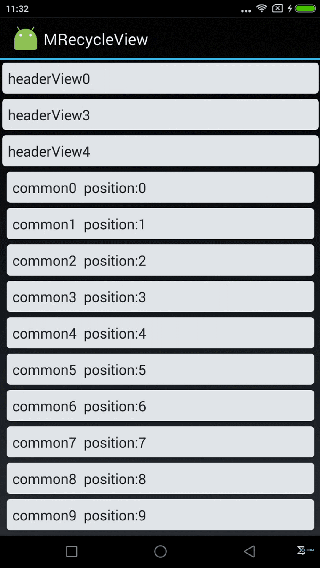 11:32
MRecycleView
headerView0
headerView3
headerView4
common0 position:0
common1 position:1
common2 position:2
common3 position:3
common4 position:4
common5 position:5
common6 position:6
common7 position:7
common8 position:8
common9 position:9